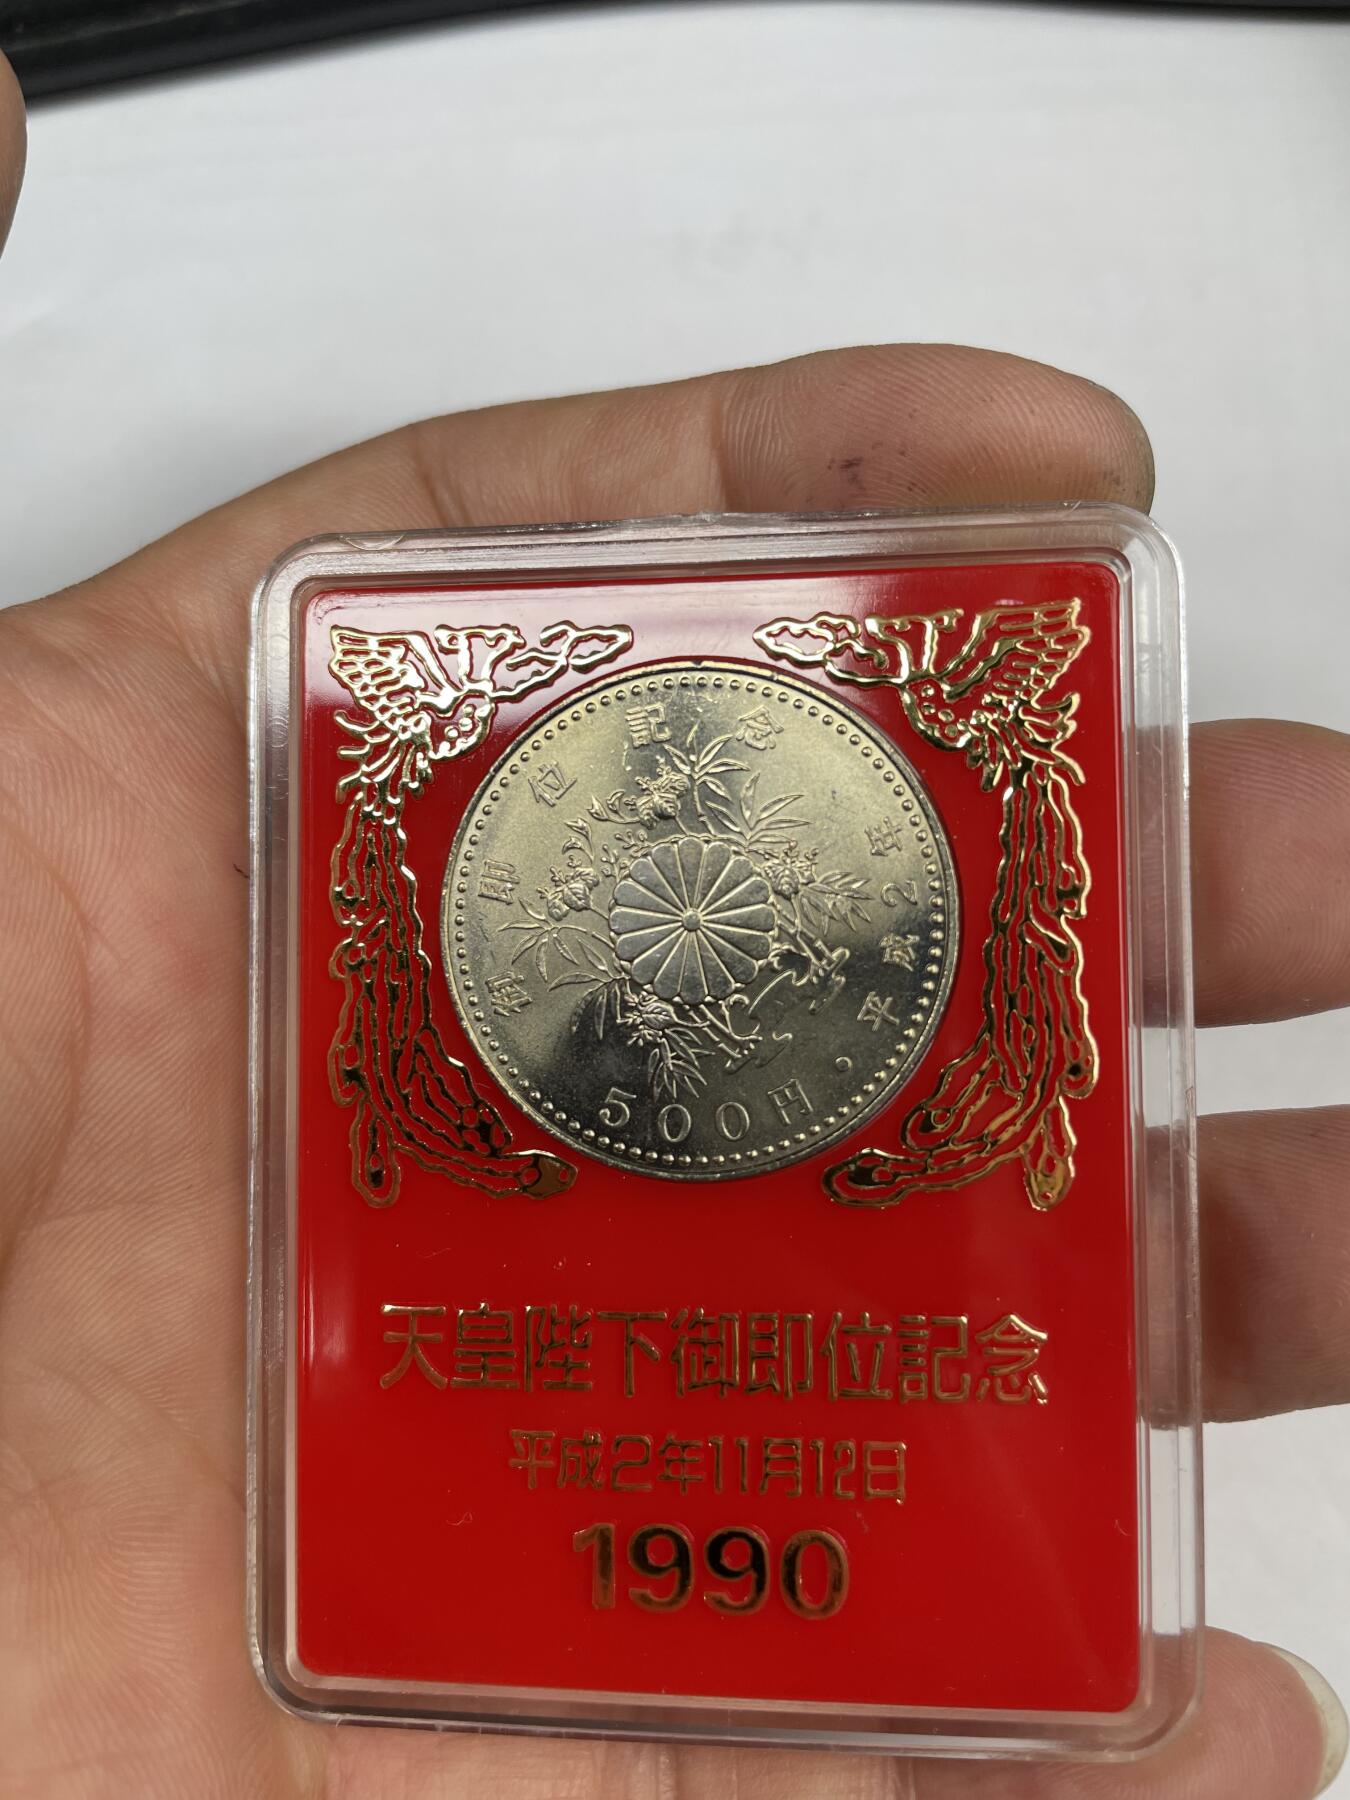 御即位記念
平成2年
500円
天皇陛下御即位記念
平成2年11月12日
1990